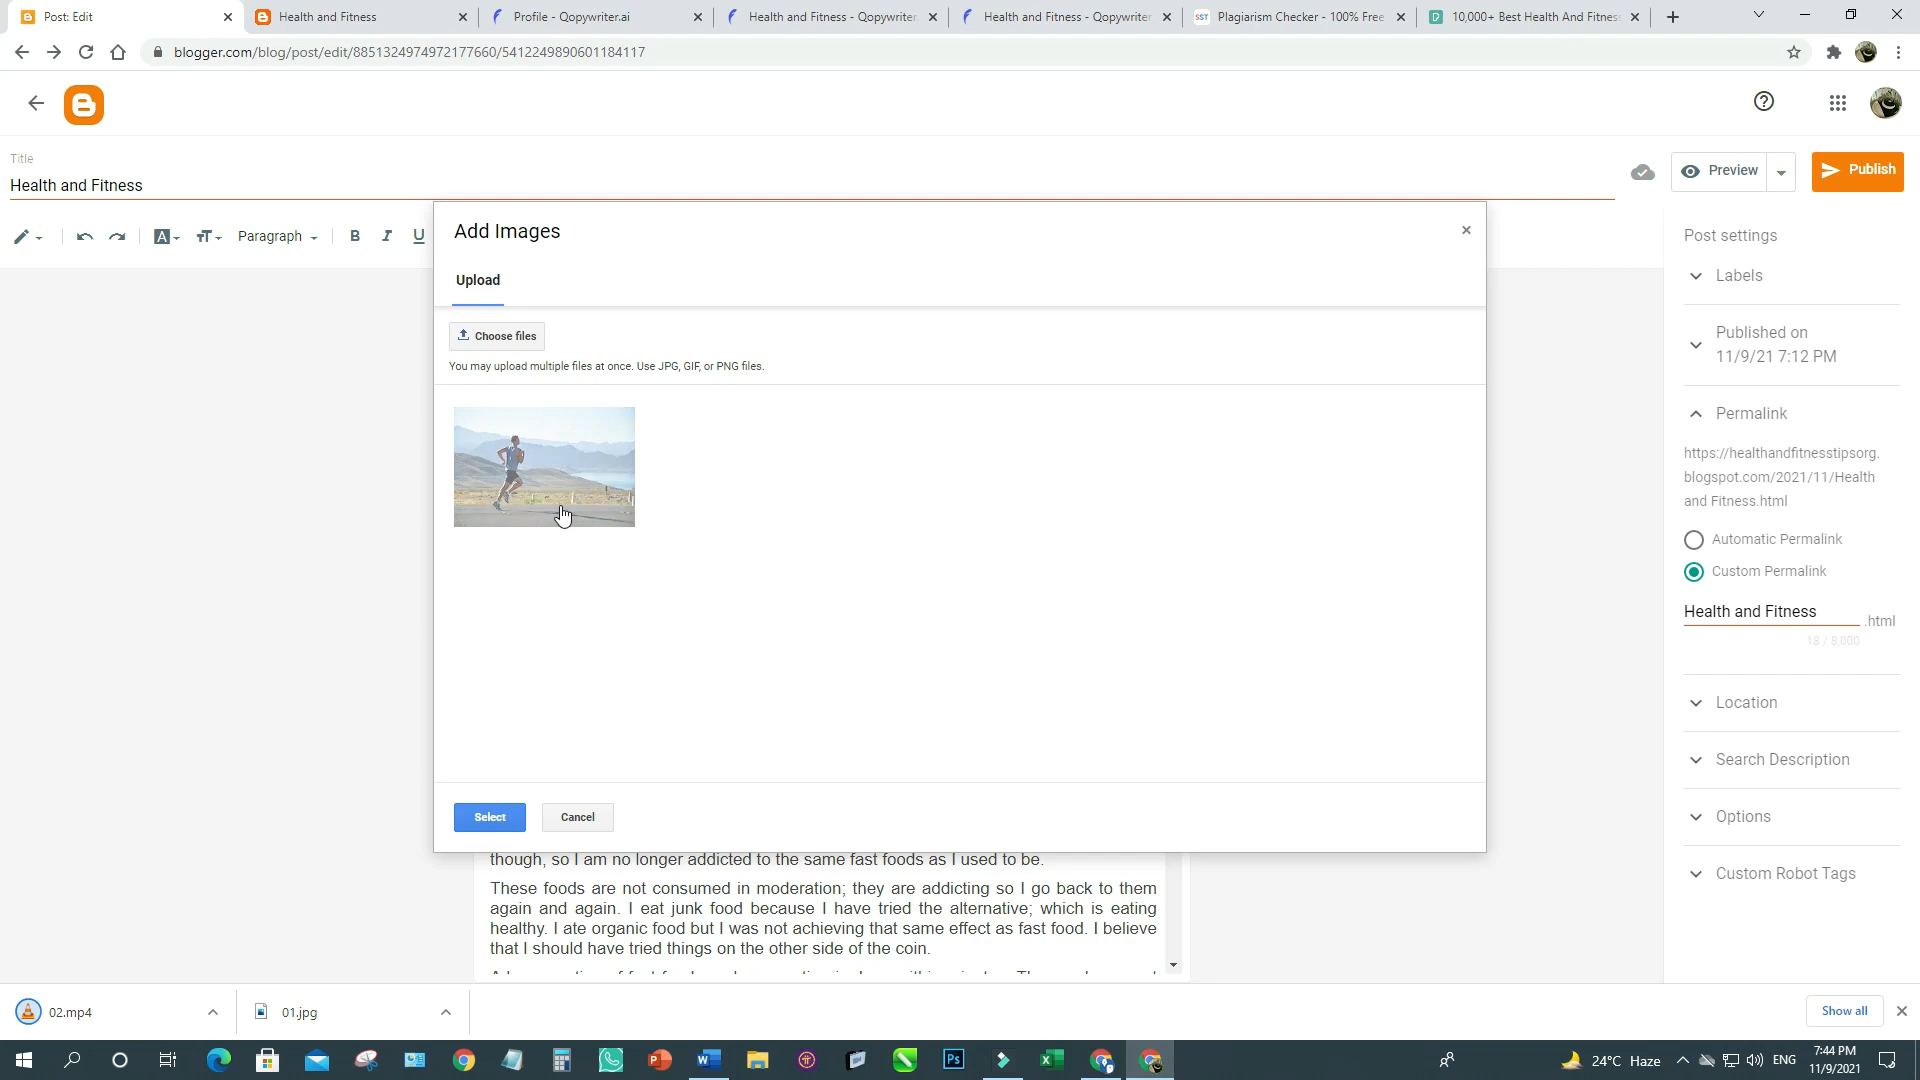 Post: Edit
Health and Fitness
Profile - Qopywriter.ai
Health and Fitness - Qopywriter.
Health and Fitness - Qopywriter
SST Plagiarism Checker - 100% Free
D 10,000+ Best Health And Fitness
blogger.com/blog/post/edit/8851324974972177660/5412249890601184117
Title
Health and Fitness
Preview
Publish
Paragraph
B I U
Add Images
Upload
Choose files
You may upload multiple files at once. Use JPG, GIF, or PNG files.
Select
Cancel
though, so I am no longer addicted to the same fast foods as I used to be.
These foods are not consumed in moderation; they are addicting so I go back to them
again and again. I eat junk food because I have tried the alternative; which is eating
healthy. I ate organic food but I was not achieving that same effect as fast food. I believe
that I should have tried things on the other side of the coin.
Post settings
Labels
Published on
11/9/21 7:12 PM
Permalink
https://healthandfitnesstipsorg.
blogspot.com/2021/11/Health
and Fitness.html
Automatic Permalink
Custom Permalink
Health and Fitness
.html
18 / 8,000
Location
Search Description
Options
Custom Robot Tags
02.mp4
01.jpg
Show all
24°C Haze
ENG
7:44 PM
11/9/2021